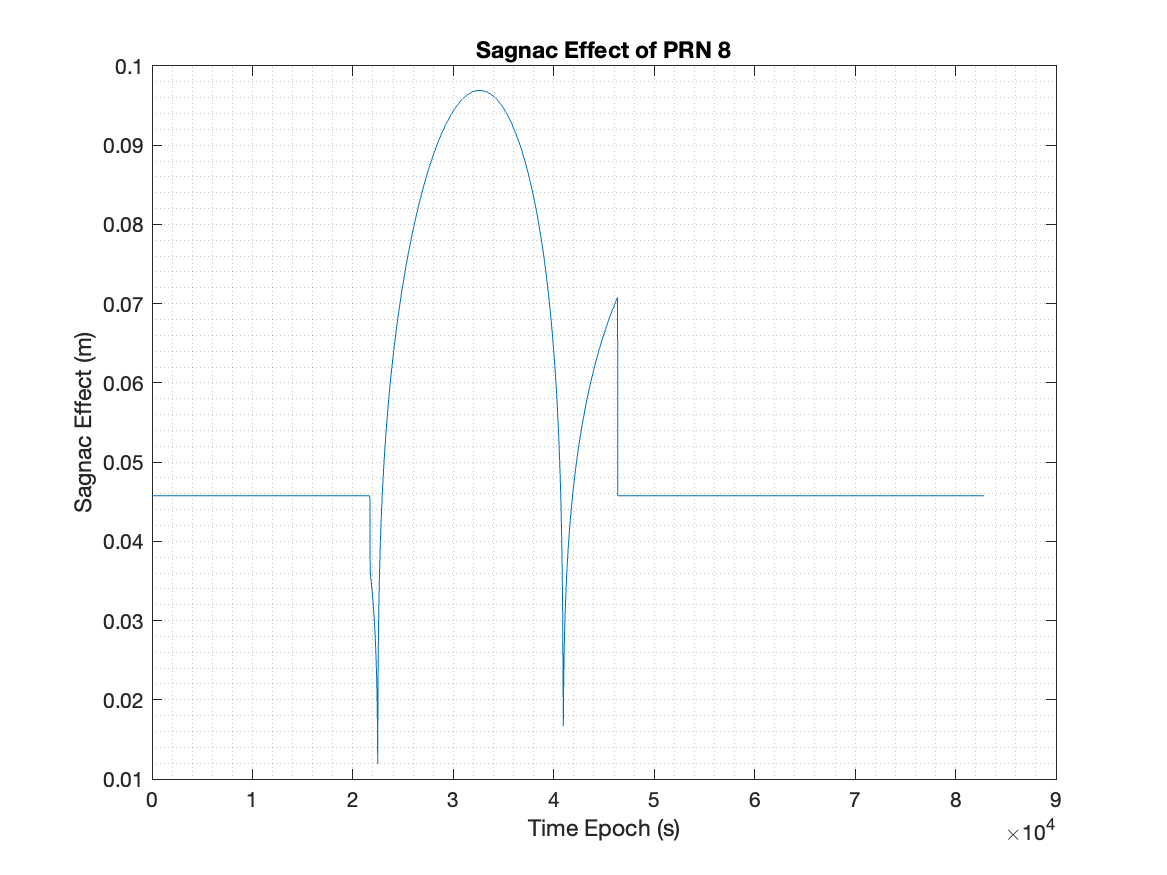 Sagnac Effect of PRN 8
0.1
0.09
0.08
0.07
0.06
0.05
0.04
0.03
0.02
0.01
Sagnac Effect (m)
0 1 2 3 4 5 6 7 8 9
Time Epoch (s)
×10⁴